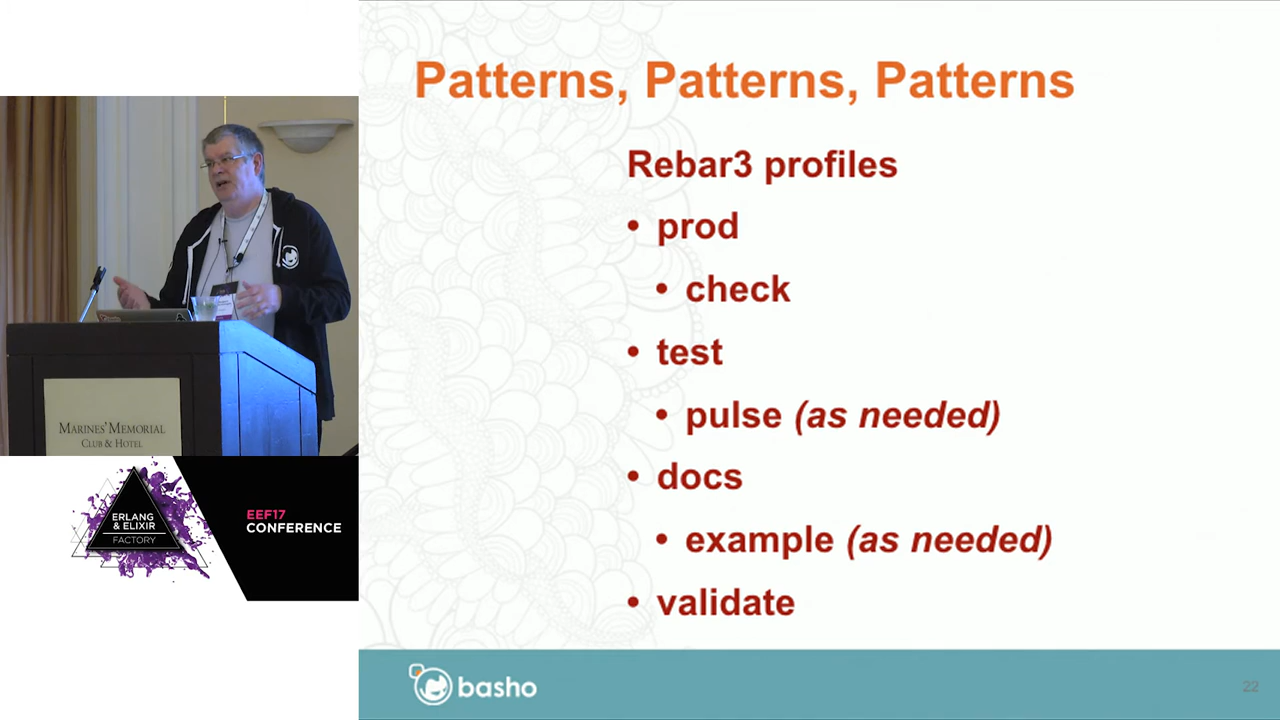 Patterns, Patterns, Patterns
Rebar3 profiles
• prod
• check
• test
• pulse (as needed)
• docs
• example (as needed)
• validate
basho
22
MARINES' MEMORIAL
CLUB & HOTEL
ERLANG
& ELIXIR
FACTORY
EEF17
CONFERENCE